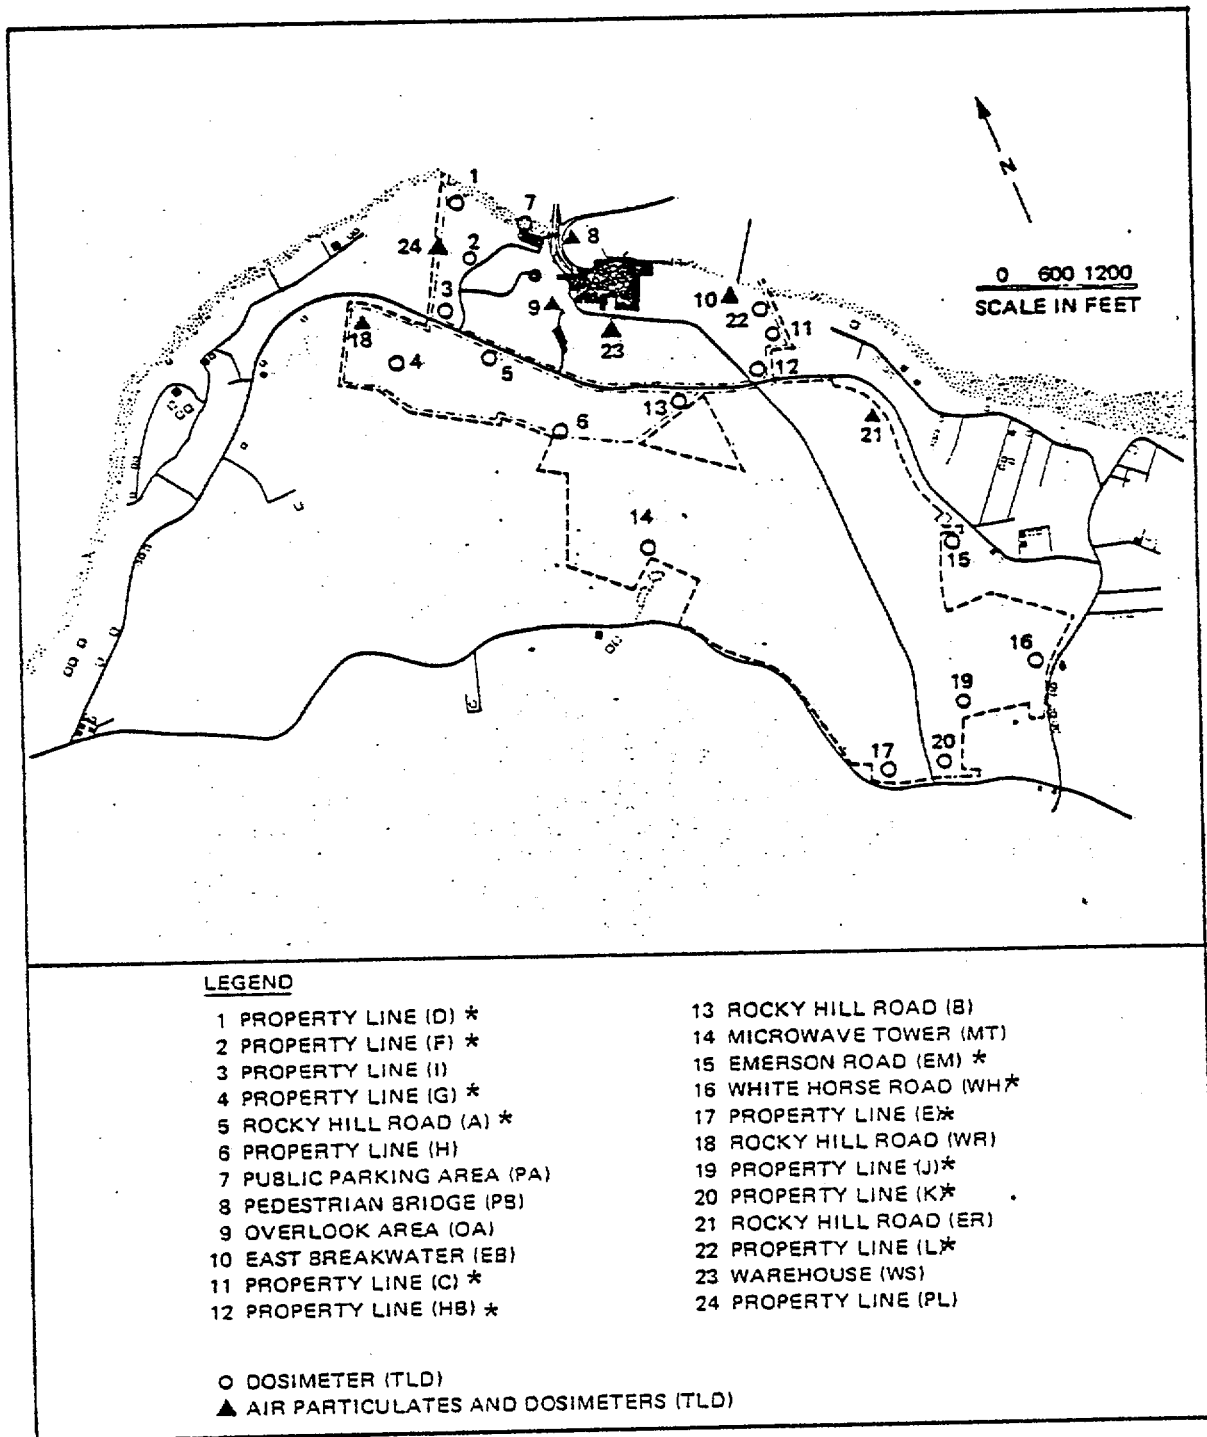 1
7
24
2
8
N
3
9
10
22
11
0 600 1200
SCALE IN FEET
18
4
5
23
12
13
6
21
14
15
16
19
17
20
LEGEND
1 PROPERTY LINE (D) *
2 PROPERTY LINE (F) *
3 PROPERTY LINE (I)
4 PROPERTY LINE (G) *
5 ROCKY HILL ROAD (A) *
6 PROPERTY LINE (H)
7 PUBLIC PARKING AREA (PA)
8 PEDESTRIAN BRIDGE (PB)
9 OVERLOOK AREA (OA)
10 EAST BREAKWATER (EB)
11 PROPERTY LINE (C) *
12 PROPERTY LINE (HB) *
13 ROCKY HILL ROAD (B)
14 MICROWAVE TOWER (MT)
15 EMERSON ROAD (EM) *
16 WHITE HORSE ROAD (WH)*
17 PROPERTY LINE (E)*
18 ROCKY HILL ROAD (WR)
19 PROPERTY LINE (J)*
20 PROPERTY LINE (K)*
21 ROCKY HILL ROAD (ER)
22 PROPERTY LINE (L)*
23 WAREHOUSE (WS)
24 PROPERTY LINE (PL)
O DOSIMETER (TLD)
▲ AIR PARTICULATES AND DOSIMETERS (TLD)